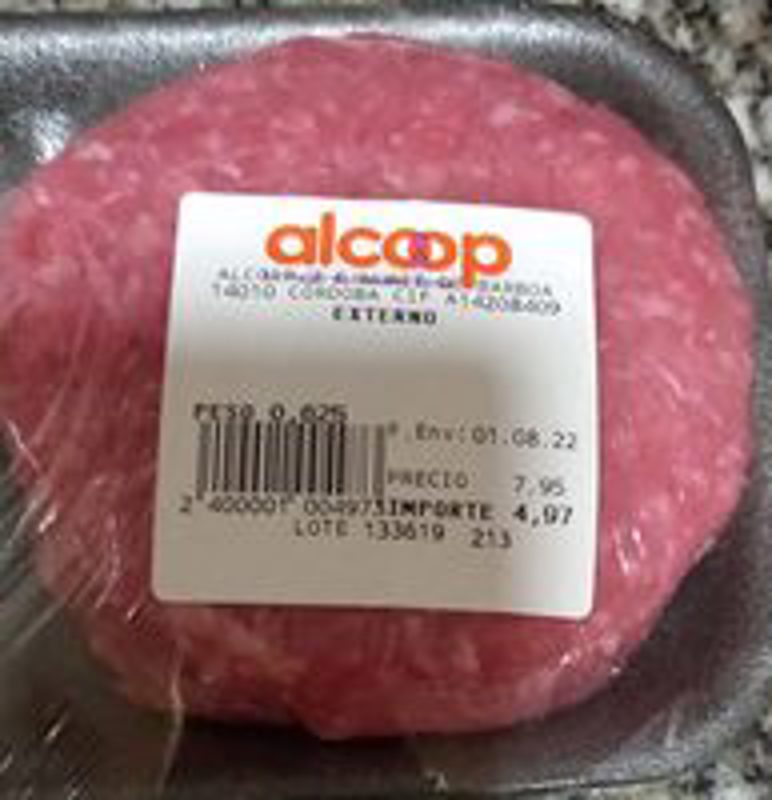 alcoop
14010 CORDOBA CIF A14208409
EXTERNO
PESO 0,625
F.Env: 01.08.22
PRECIO 7.95
2 400001 004973 IMPORTE 4,97
LOTE 133619 213